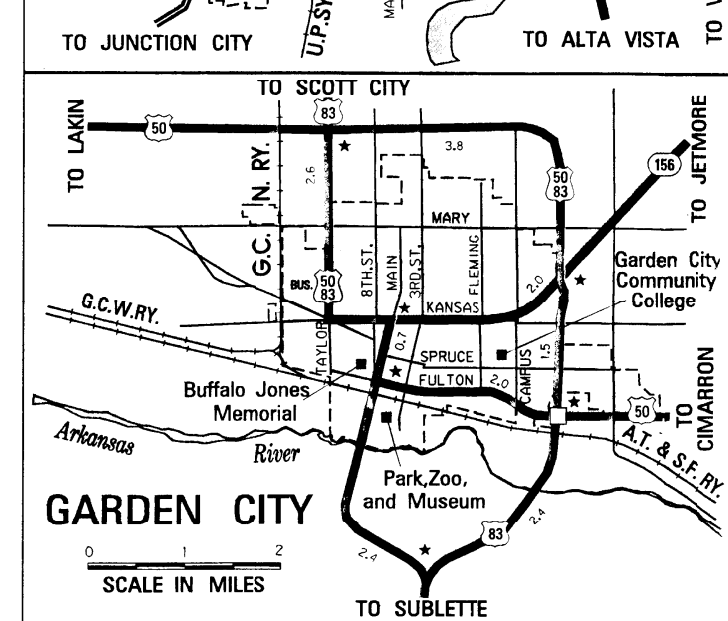 TO JUNCTION CITY
U.P.SY
MA
TO ALTA VISTA
TO SCOTT CITY
83
TO LAKIN
50
3.8
2.6
50
83
156
TO JETMORE
G.C. N. RY.
MARY
BUS.
50
83
8TH.ST.
MAIN
3RD.ST.
FLEMING
2.0
Garden City
Community
College
G.C.W.RY.
KANSAS
TAYLOR
0.7
SPRUCE
FULTON
2.0
CAMPUS
1.5
Buffalo Jones
Memorial
50
TO
CIMARRON
A.T. & S.F. RY.
Arkansas
River
Park,Zoo,
and Museum
GARDEN CITY
83
2.4
2.4
0 1 2
SCALE IN MILES
TO SUBLETTE